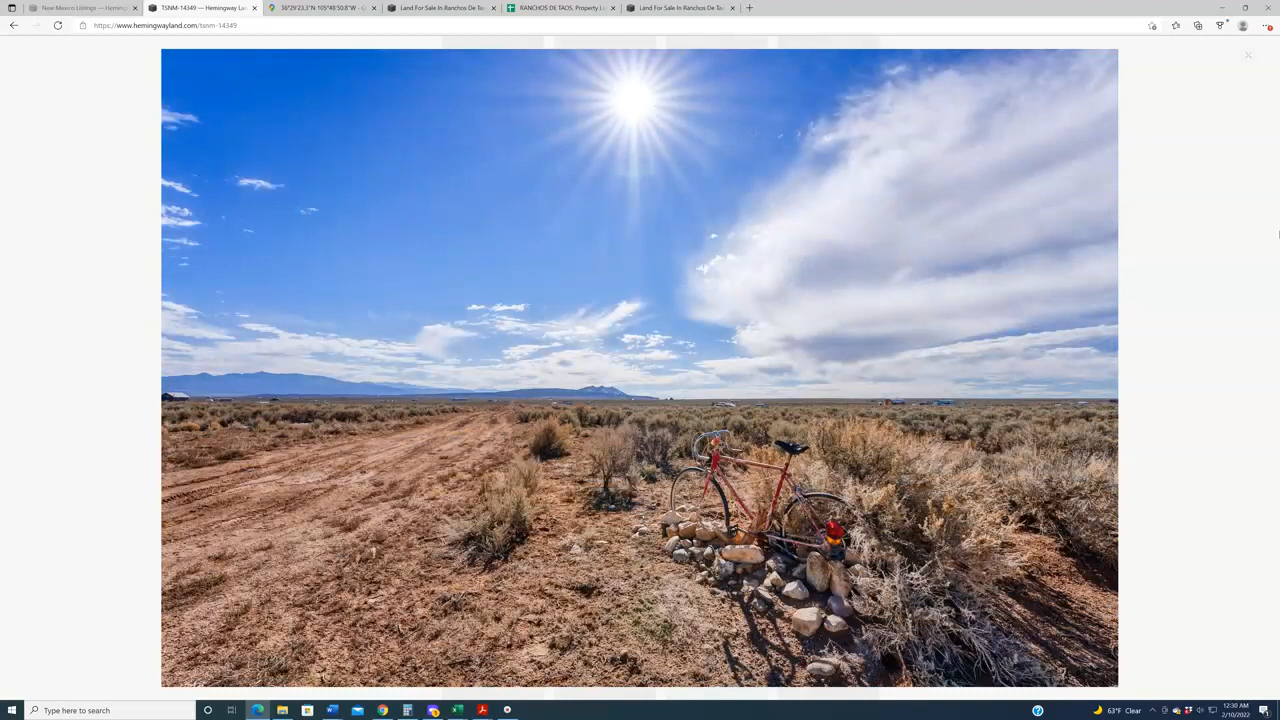 New Mexico Listings — Heming
TSNM-14349 — Hemingway La
36°29'23.3"N 105°48'50.8"W - G
Land For Sale In Ranchos De Ta
RANCHOS DE TAOS, Property L
Land For Sale In Ranchos De Ta
https://www.hemingwayland.com/tsnm-14349
Type here to search
63°F Clear
12:30 AM
2/10/2022